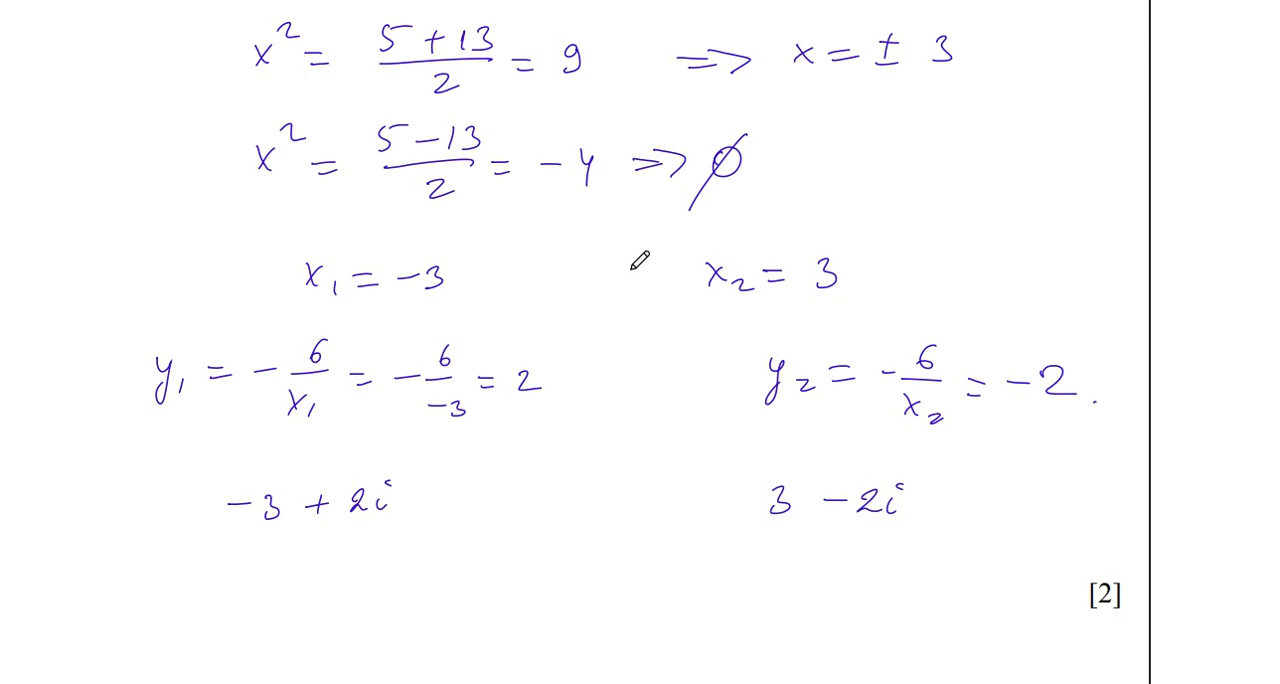 x² = (5 + 13)/2 = 9 => x = ± 3
x² = (5 - 13)/2 = -4 => ∅
x₁ = -3 x₂ = 3
y₁ = - 6/x₁ = - 6/-3 = 2 y₂ = - 6/x₂ = -2.
-3 + 2i 3 - 2i
[2]